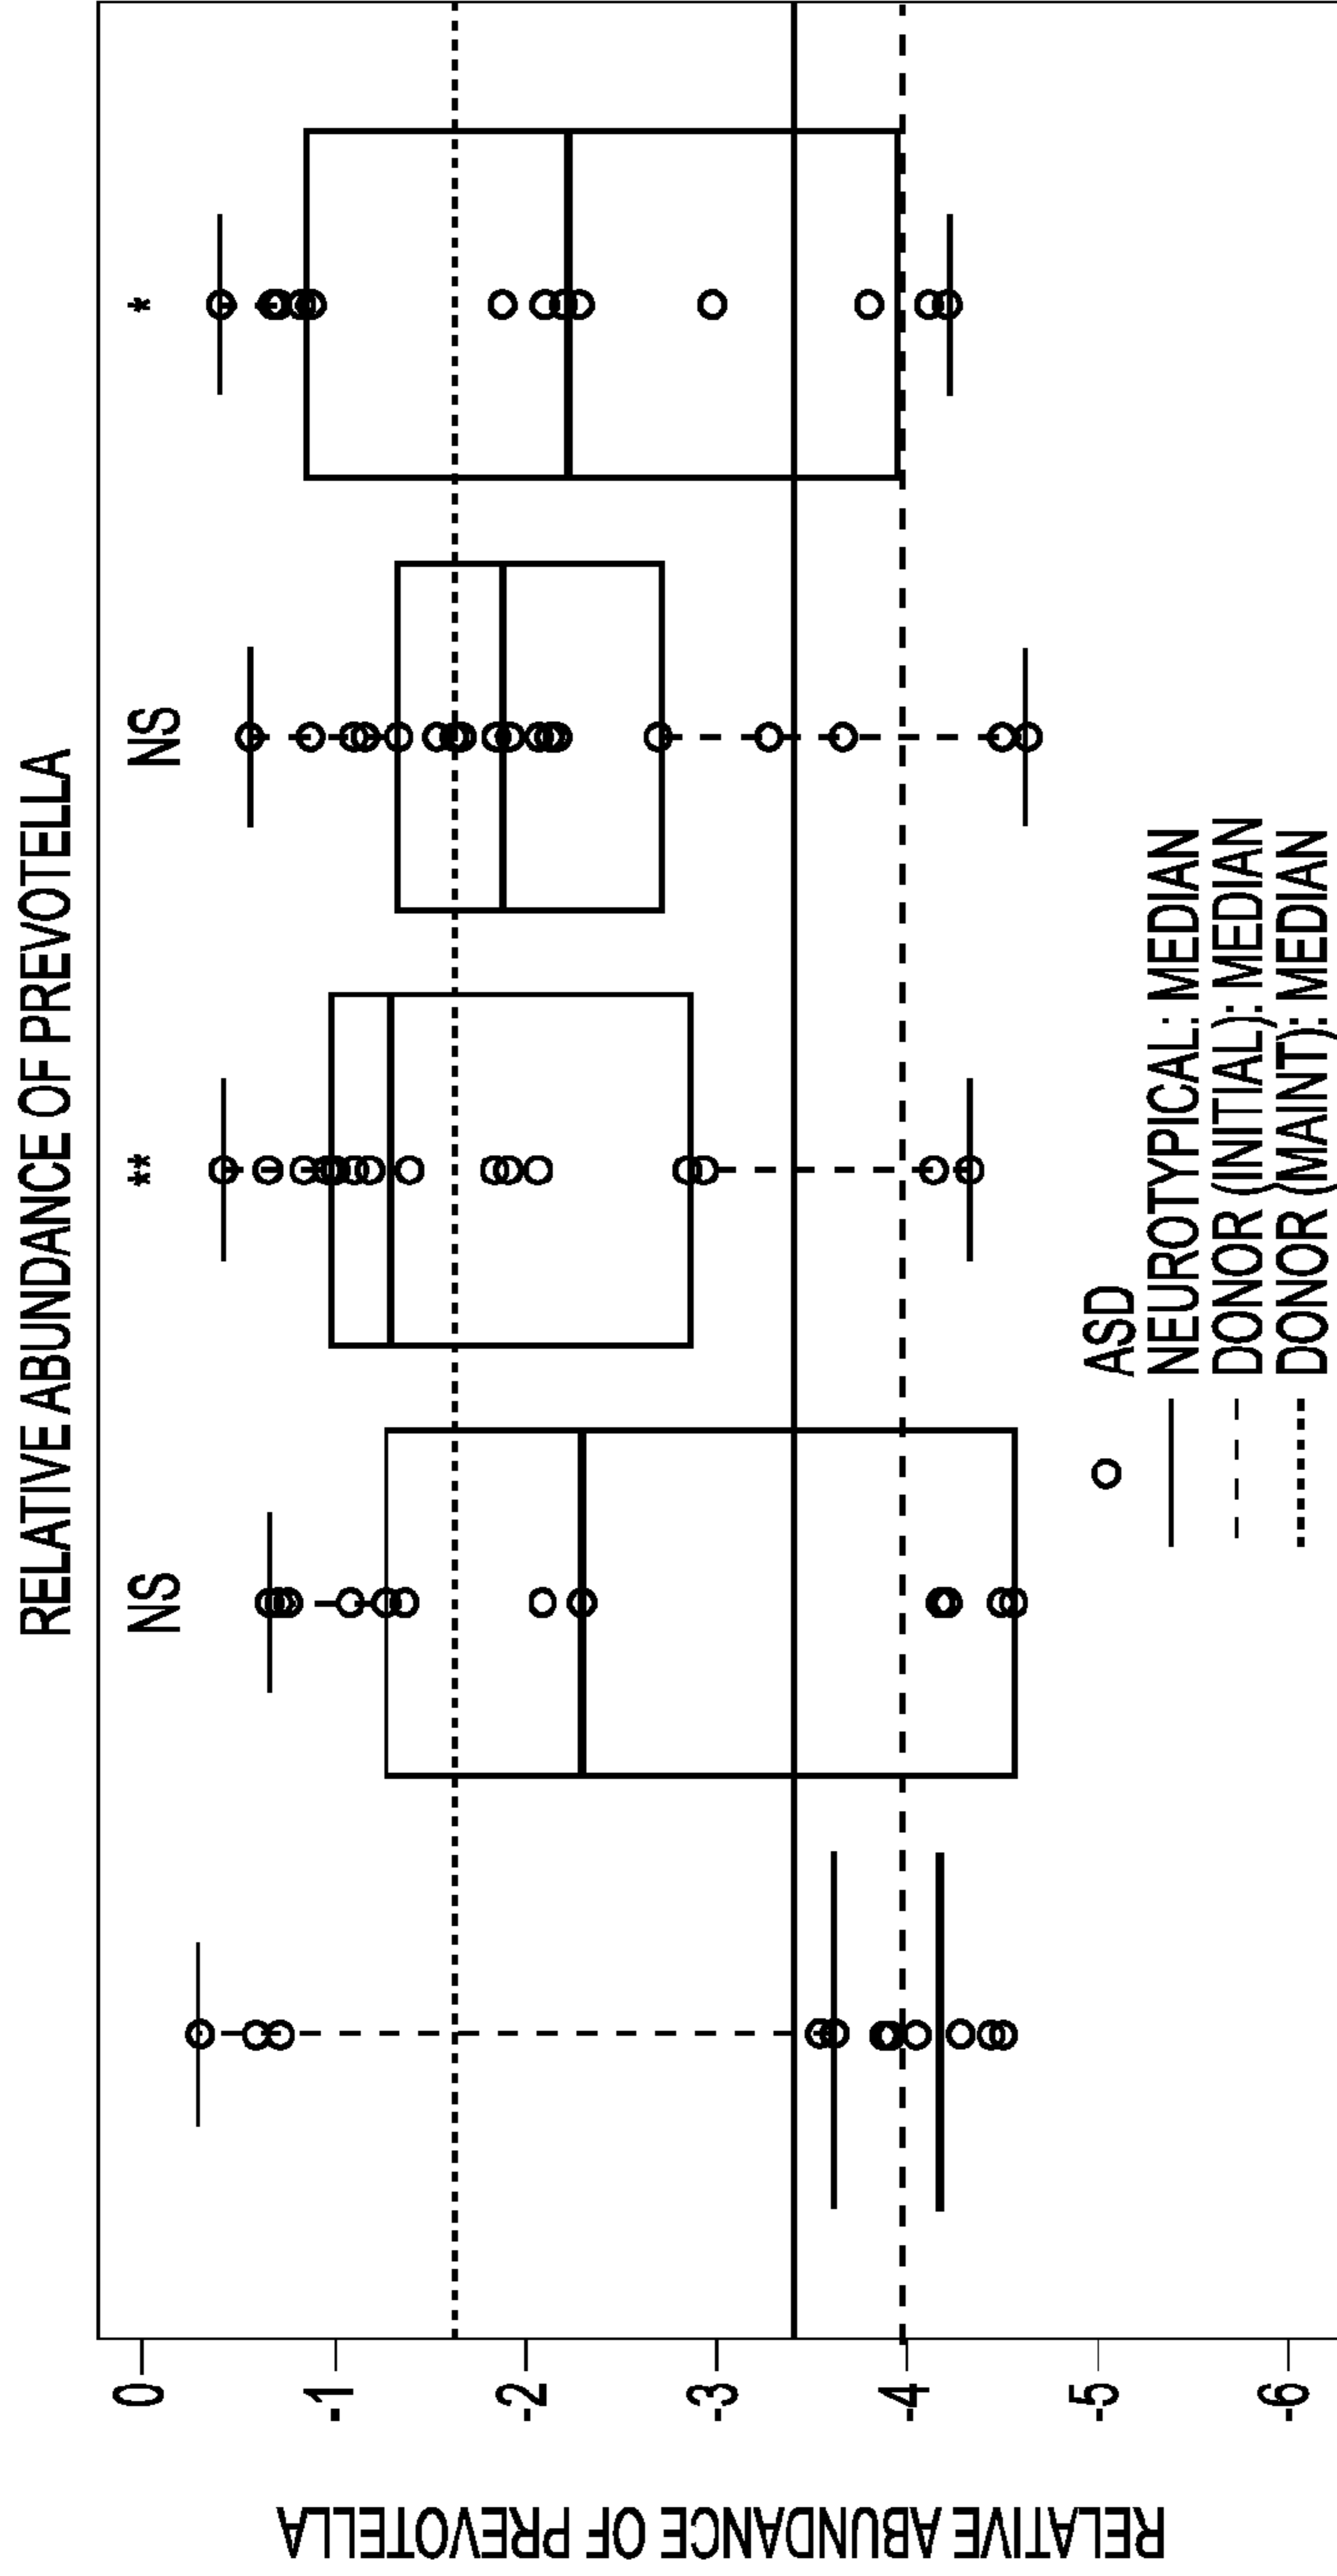 RELATIVE ABUNDANCE OF PREVOTELLA
NS
**
NS
*
RELATIVE ABUNDANCE OF PREVOTELLA
0
-1
-2
-3
-4
-5
-6
ASD
NEUROTYPICAL: MEDIAN
DONOR (INITIAL): MEDIAN
DONOR (MAINT): MEDIAN